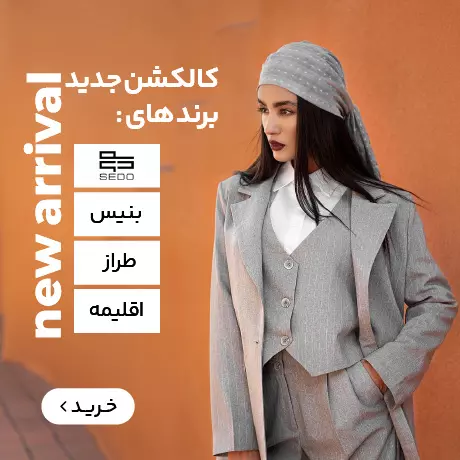 new arrival
کالکشن جدید
برند های :
SEDO
بنیس
طراز
اقلیمه
خرید ›